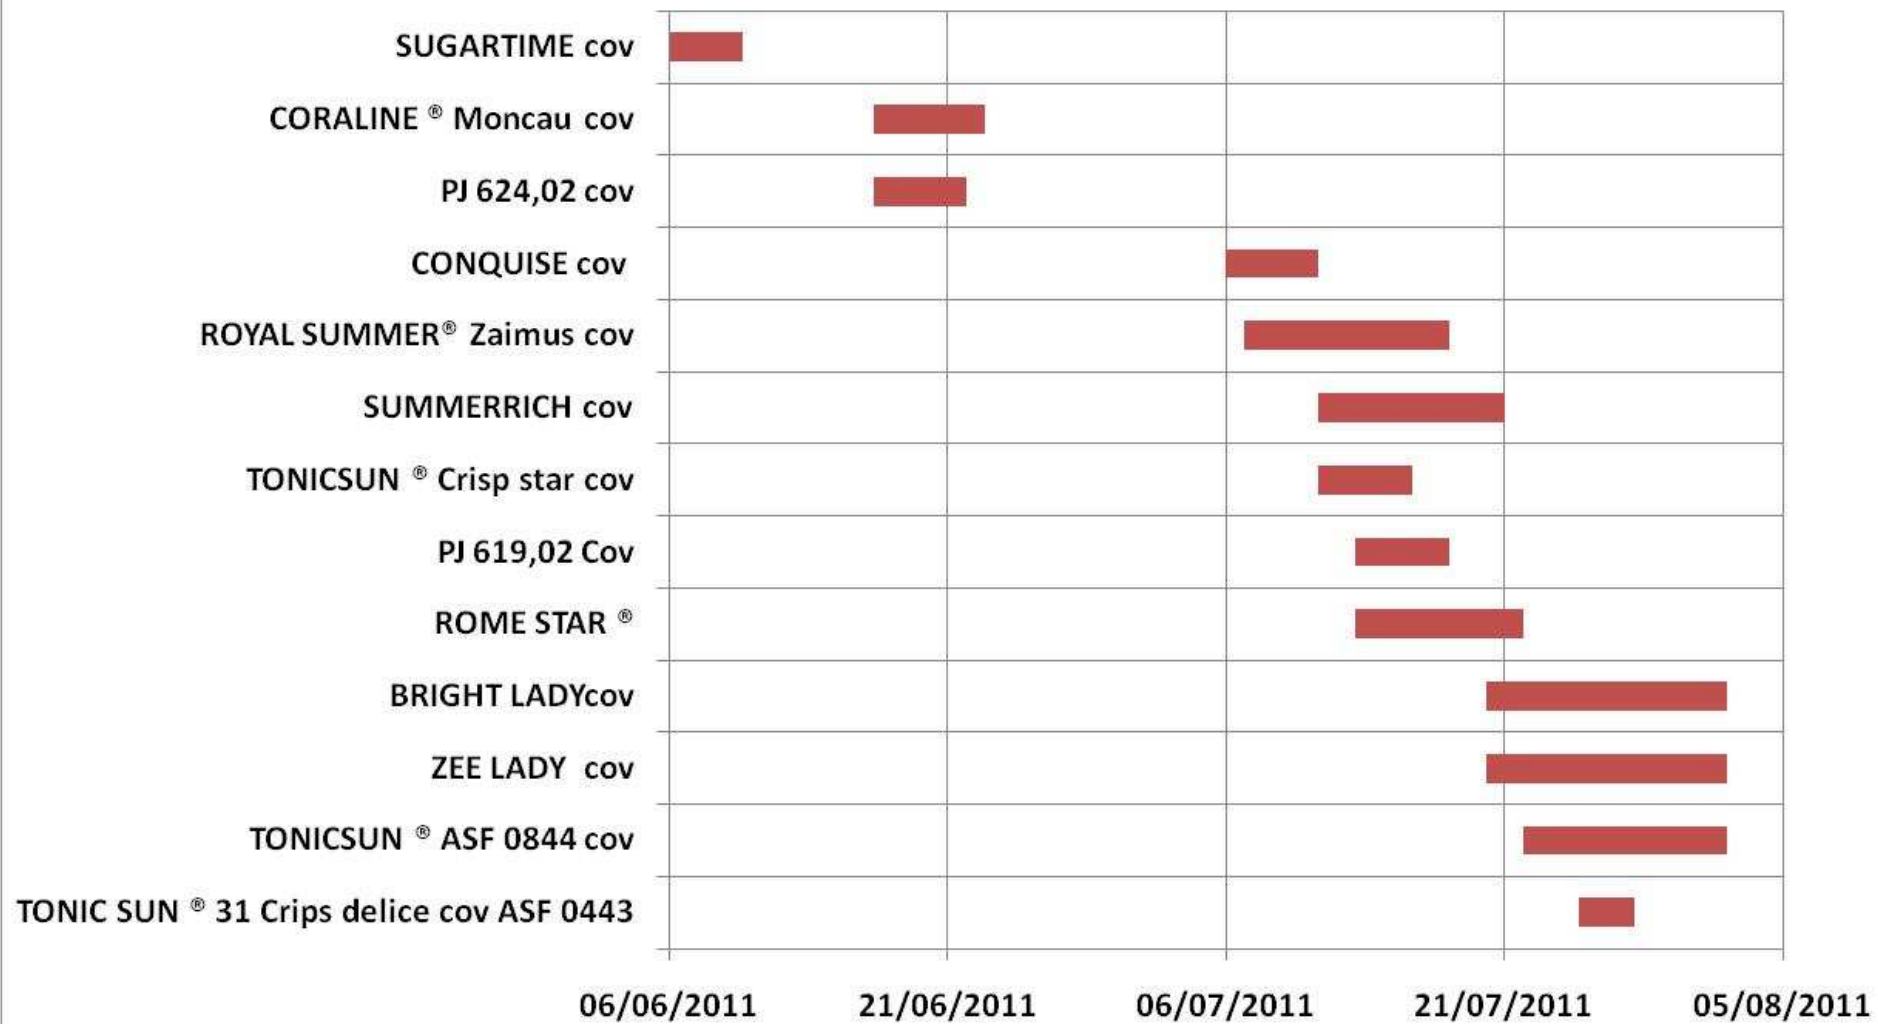 SUGARTIME cov
CORALINE ® Moncau cov
PJ 624,02 cov
CONQUISE cov
ROYAL SUMMER® Zaimus cov
SUMMERRICH cov
TONICSUN ® Crisp star cov
PJ 619,02 Cov
ROME STAR ®
BRIGHT LADYcov
ZEE LADY cov
TONICSUN ® ASF 0844 cov
TONIC SUN ® 31 Crips delice cov ASF 0443
06/06/2011 21/06/2011 06/07/2011 21/07/2011 05/08/2011